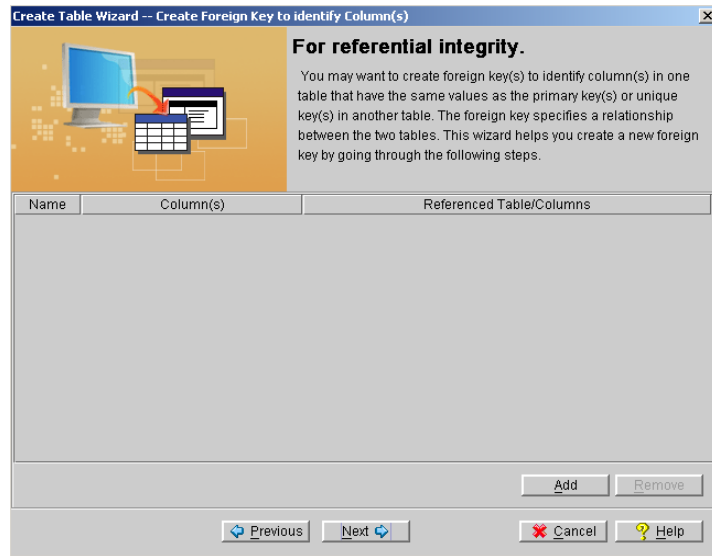 Create Table Wizard -- Create Foreign Key to identify Column(s)
For referential integrity.
You may want to create foreign key(s) to identify column(s) in one
table that have the same values as the primary key(s) or unique
key(s) in another table. The foreign key specifies a relationship
between the two tables. This wizard helps you create a new foreign
key by going through the following steps.
Name Column(s) Referenced Table/Columns
Add Remove
Previous Next Cancel Help